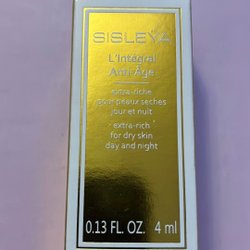 SISLEŸA
L'Intégral
Anti-Âge
extra-riche
pour peaux sèches
jour et nuit
extra-rich
for dry skin
day and night
0.13 FL. OZ. 4 ml